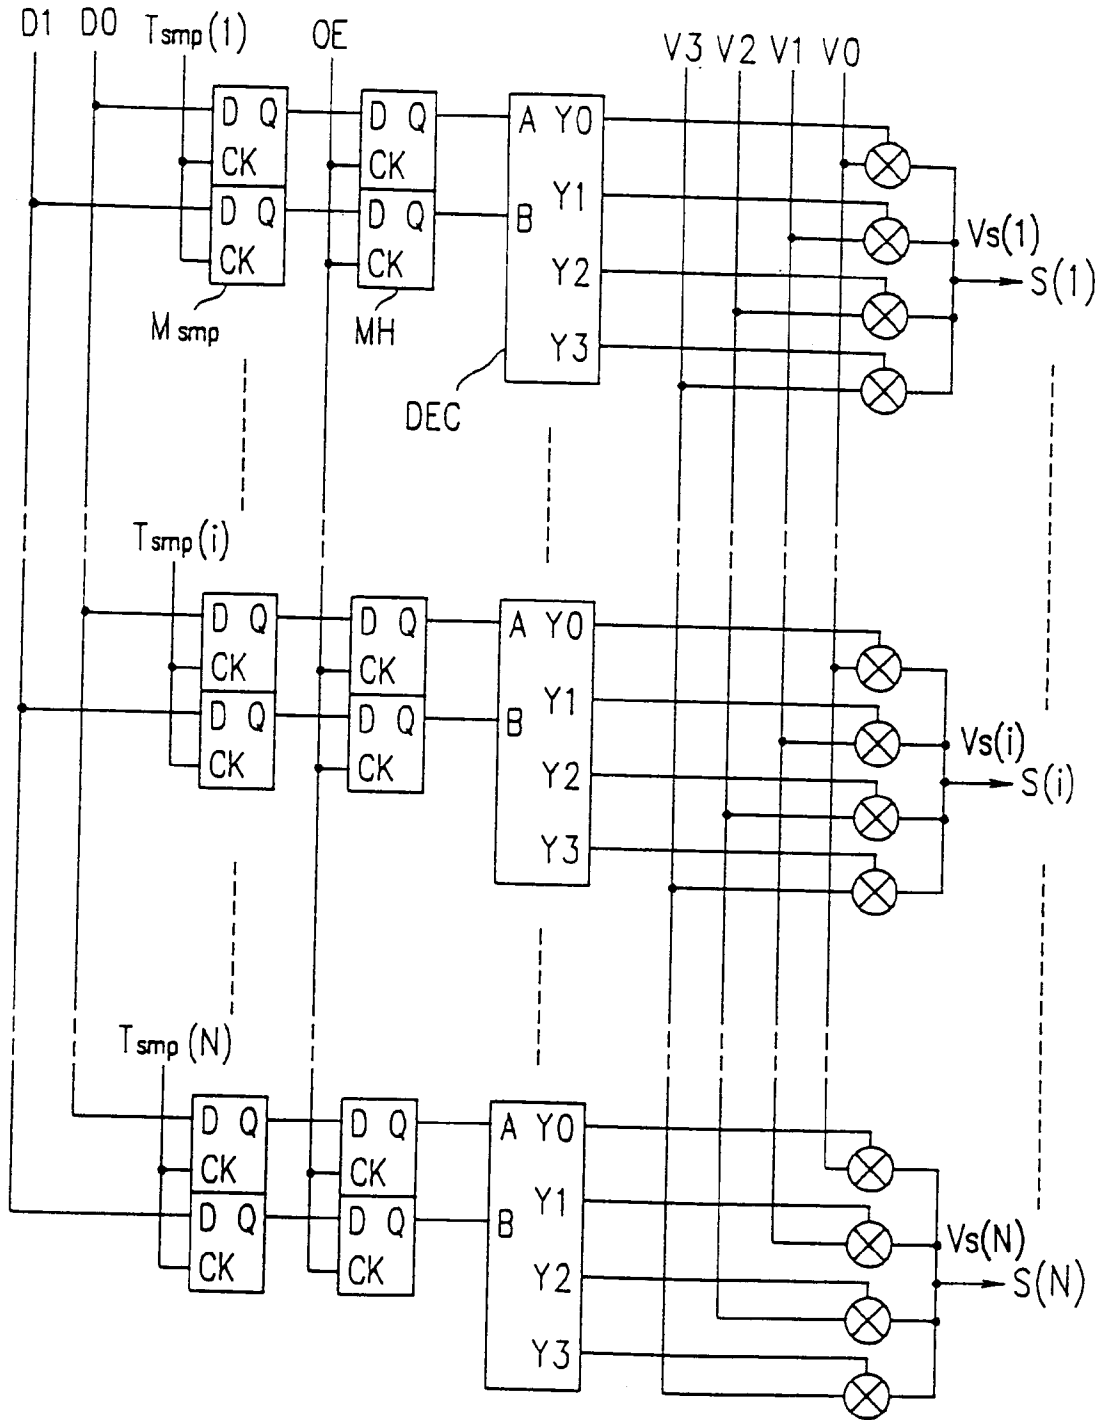 D1 D0 Tsmp(1) OE V3 V2 V1 V0
D Q D Q A Y0
CK CK
D Q D Q B Y1
CK CK
Vs(1)
Y2
S(1)
Msmp MH
Y3
DEC
Tsmp(i)
D Q D Q A Y0
CK CK
D Q D Q B Y1
CK CK
Vs(i)
Y2
S(i)
Y3
Tsmp(N)
D Q D Q A Y0
CK CK
D Q D Q B Y1
CK CK
Vs(N)
Y2
S(N)
Y3